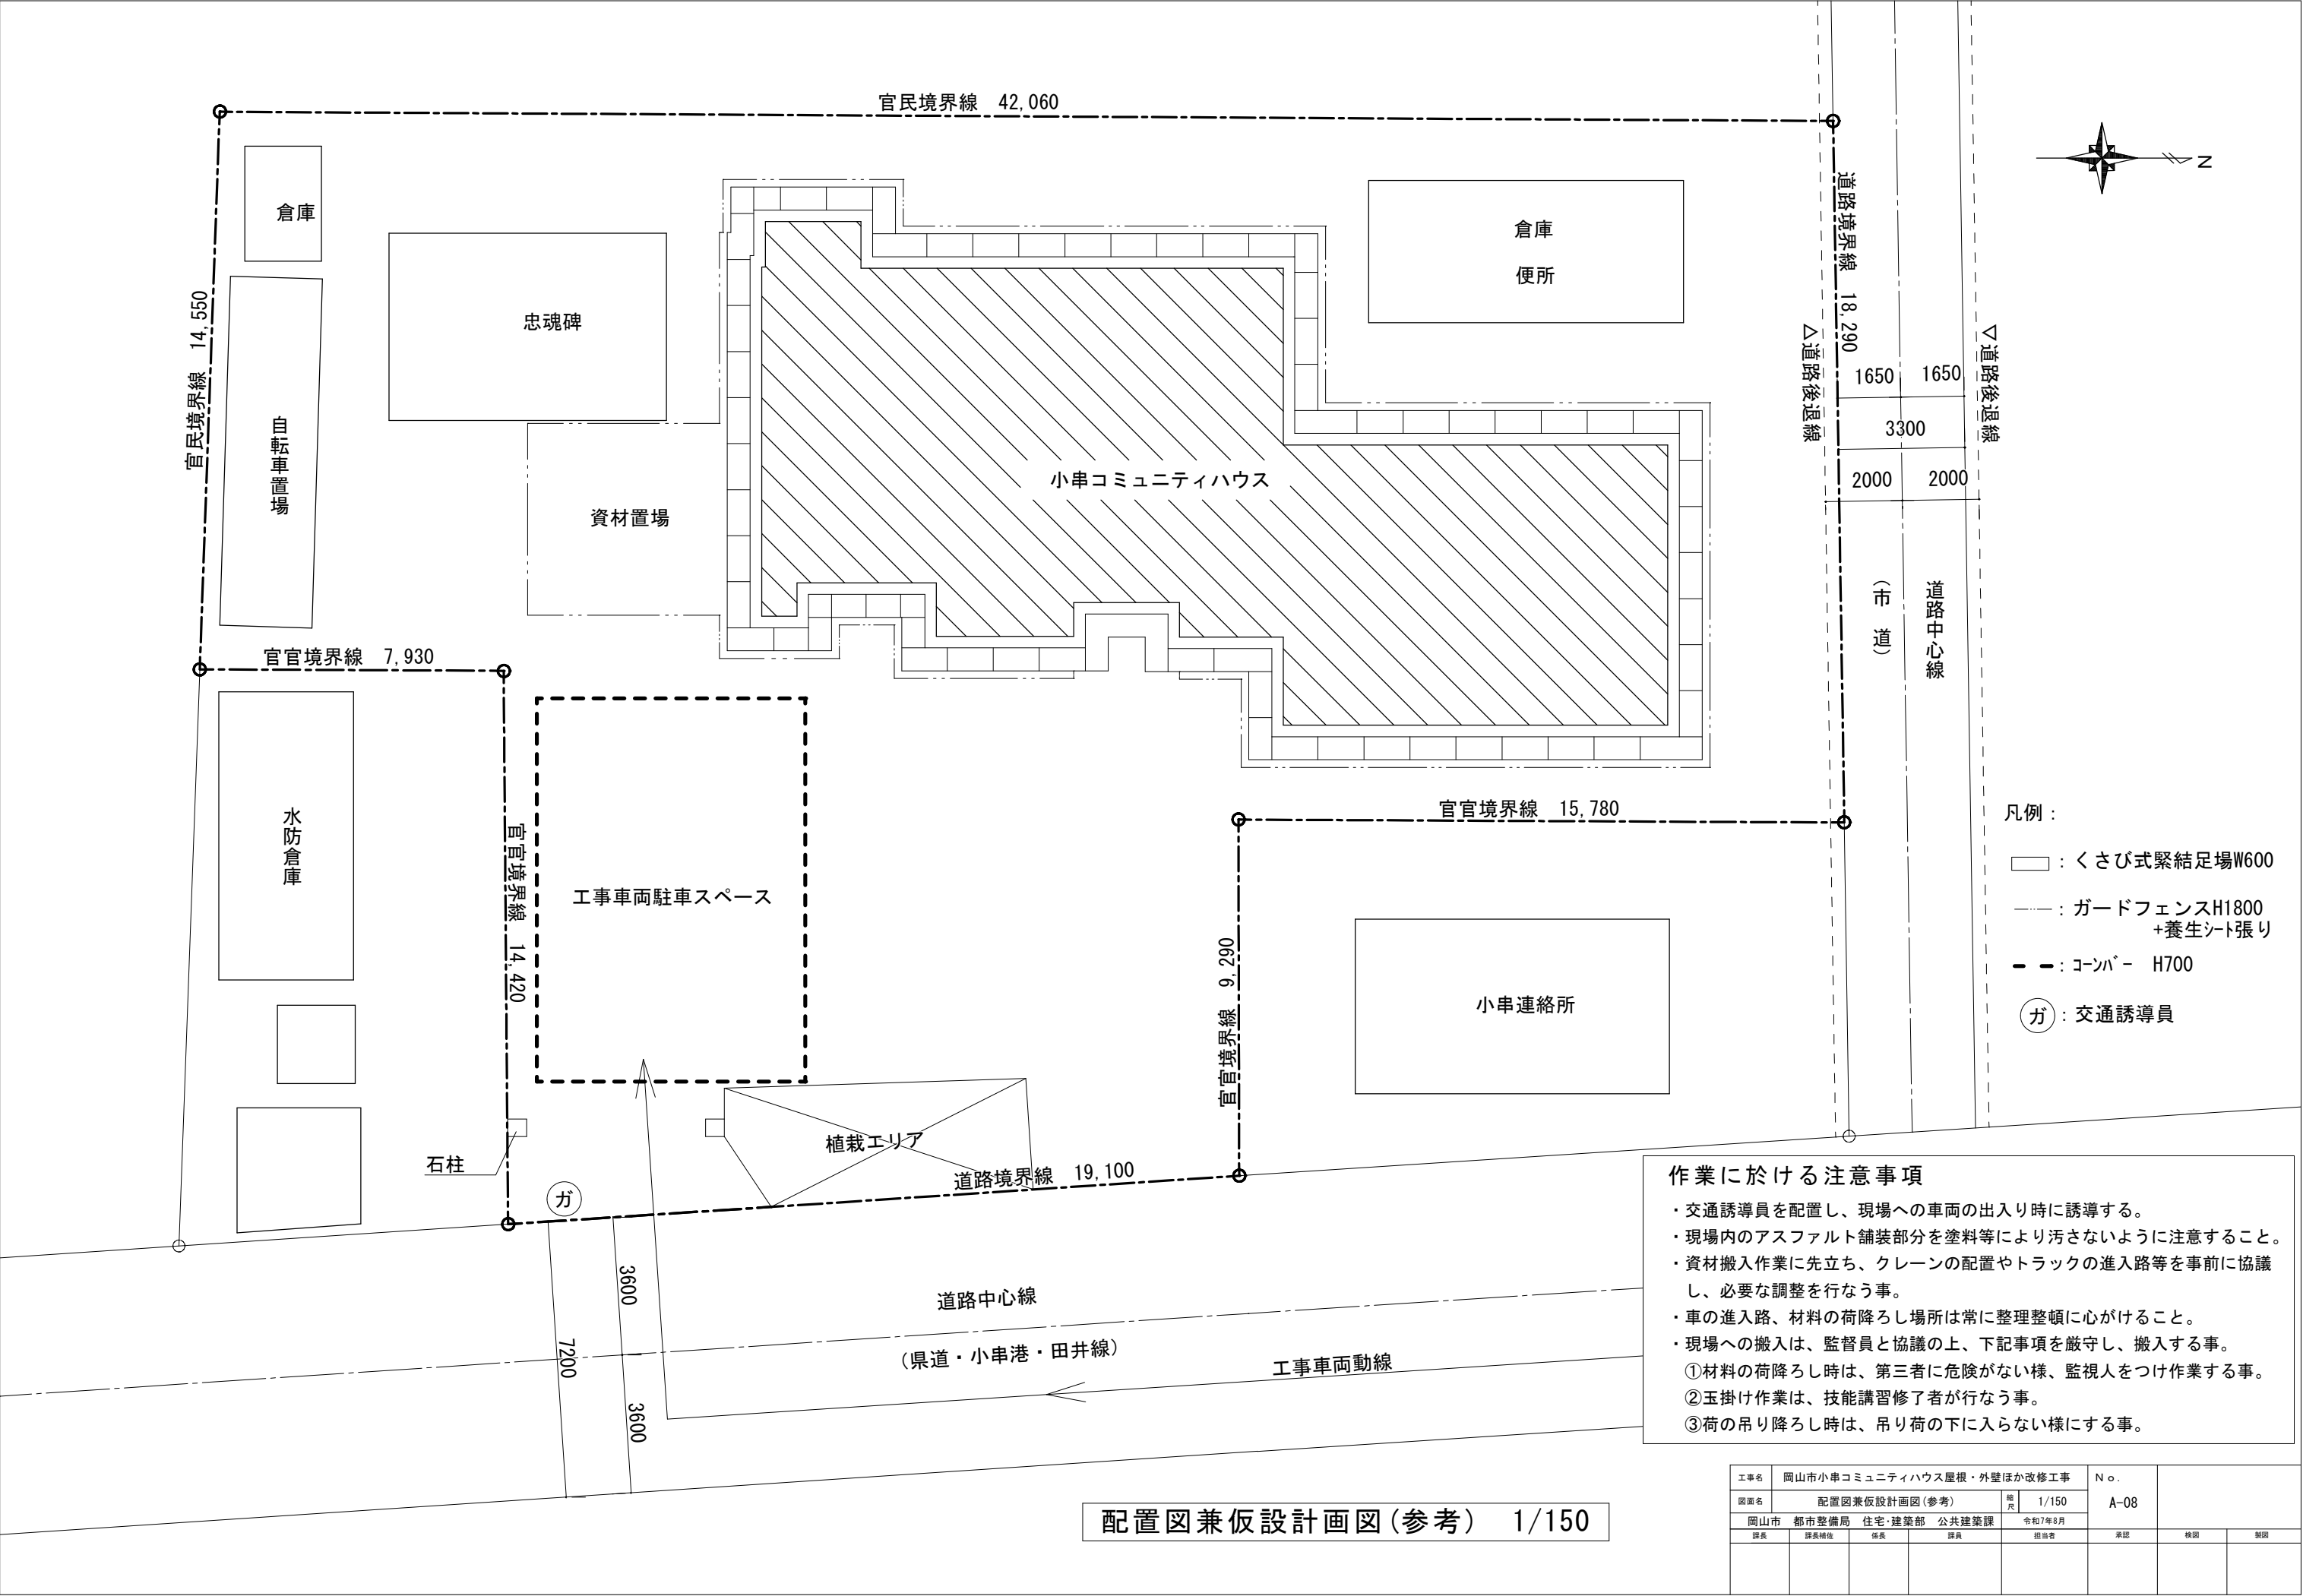 官民境界線　42,060
N
倉庫
忠魂碑
倉庫
便所
道路境界線　18,290
官民境界線　14,550
自転車置場
▽道路後退線
▽道路後退線
1650
1650
3300
2000
2000
小串コミュニティハウス
資材置場
（市　道）
道路中心線
官官境界線　7,930
水防倉庫
官官境界線　14,420
工事車両駐車スペース
官官境界線　15,780
官官境界線　9,290
小串連絡所
凡例：
：くさび式緊結足場W600
：ガードフェンスH1800
+養生ｼｰﾄ張り
：ｺｰﾝﾊﾞｰ　H700
ガ：交通誘導員
石柱
植栽エリア
道路境界線　19,100
ガ
3600
7200
3600
道路中心線
（県道・小串港・田井線）
工事車両動線
作業に於ける注意事項
・交通誘導員を配置し、現場への車両の出入り時に誘導する。
・現場内のアスファルト舗装部分を塗料等により汚さないように注意すること。
・資材搬入作業に先立ち、クレーンの配置やトラックの進入路等を事前に協議
し、必要な調整を行なう事。
・車の進入路、材料の荷降ろし場所は常に整理整頓に心がけること。
・現場への搬入は、監督員と協議の上、下記事項を厳守し、搬入する事。
①材料の荷降ろし時は、第三者に危険がない様、監視人をつけ作業する事。
②玉掛け作業は、技能講習修了者が行なう事。
③荷の吊り降ろし時は、吊り荷の下に入らない様にする事。
配置図兼仮設計画図(参考)　1/150
工事名　岡山市小串コミュニティハウス屋根・外壁ほか改修工事　No.
図面名　配置図兼仮設計画図(参考)　縮尺　1/150　A-08
岡山市　都市整備局　住宅・建築部　公共建築課　令和7年8月
課長　課長補佐　係長　課員　担当者　承認　検図　製図